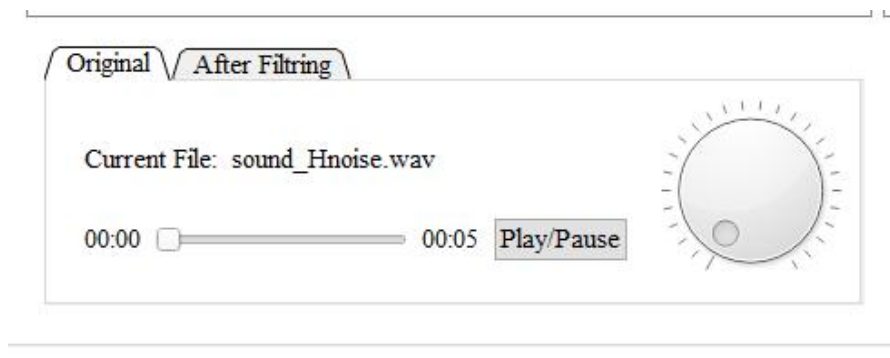 Original After Filtring
Current File: sound_Hnoise.wav
00:00 00:05 Play/Pause